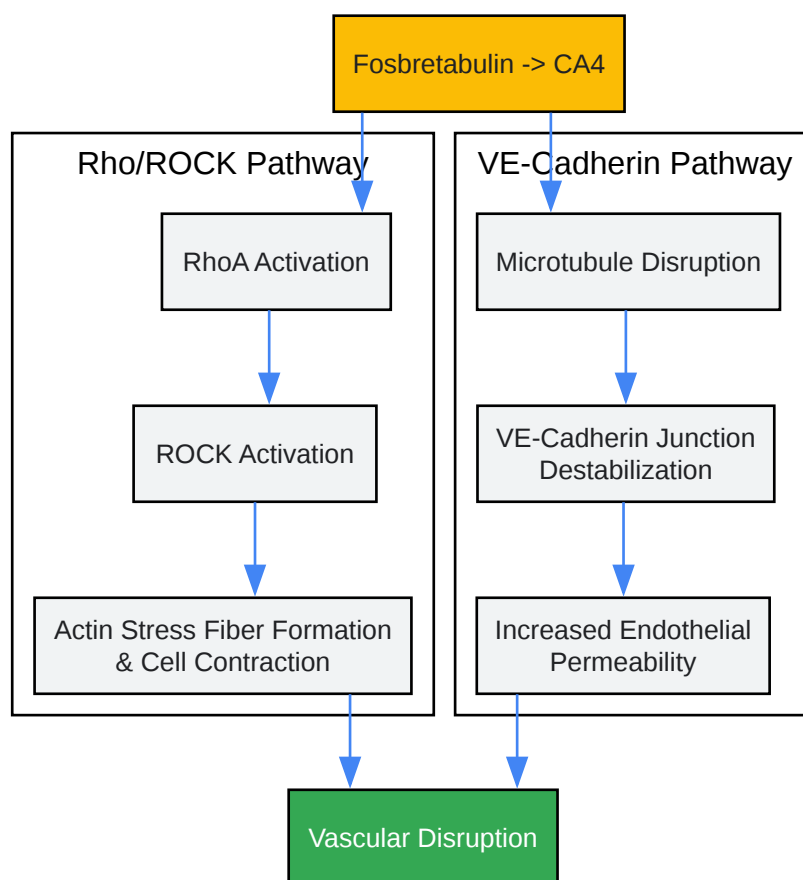 Fosbretabulin -> CA4
Rho/ROCK Pathway
RhoA Activation
ROCK Activation
Actin Stress Fiber Formation
& Cell Contraction
VE-Cadherin Pathway
Microtubule Disruption
VE-Cadherin Junction
Destabilization
Increased Endothelial
Permeability
Vascular Disruption